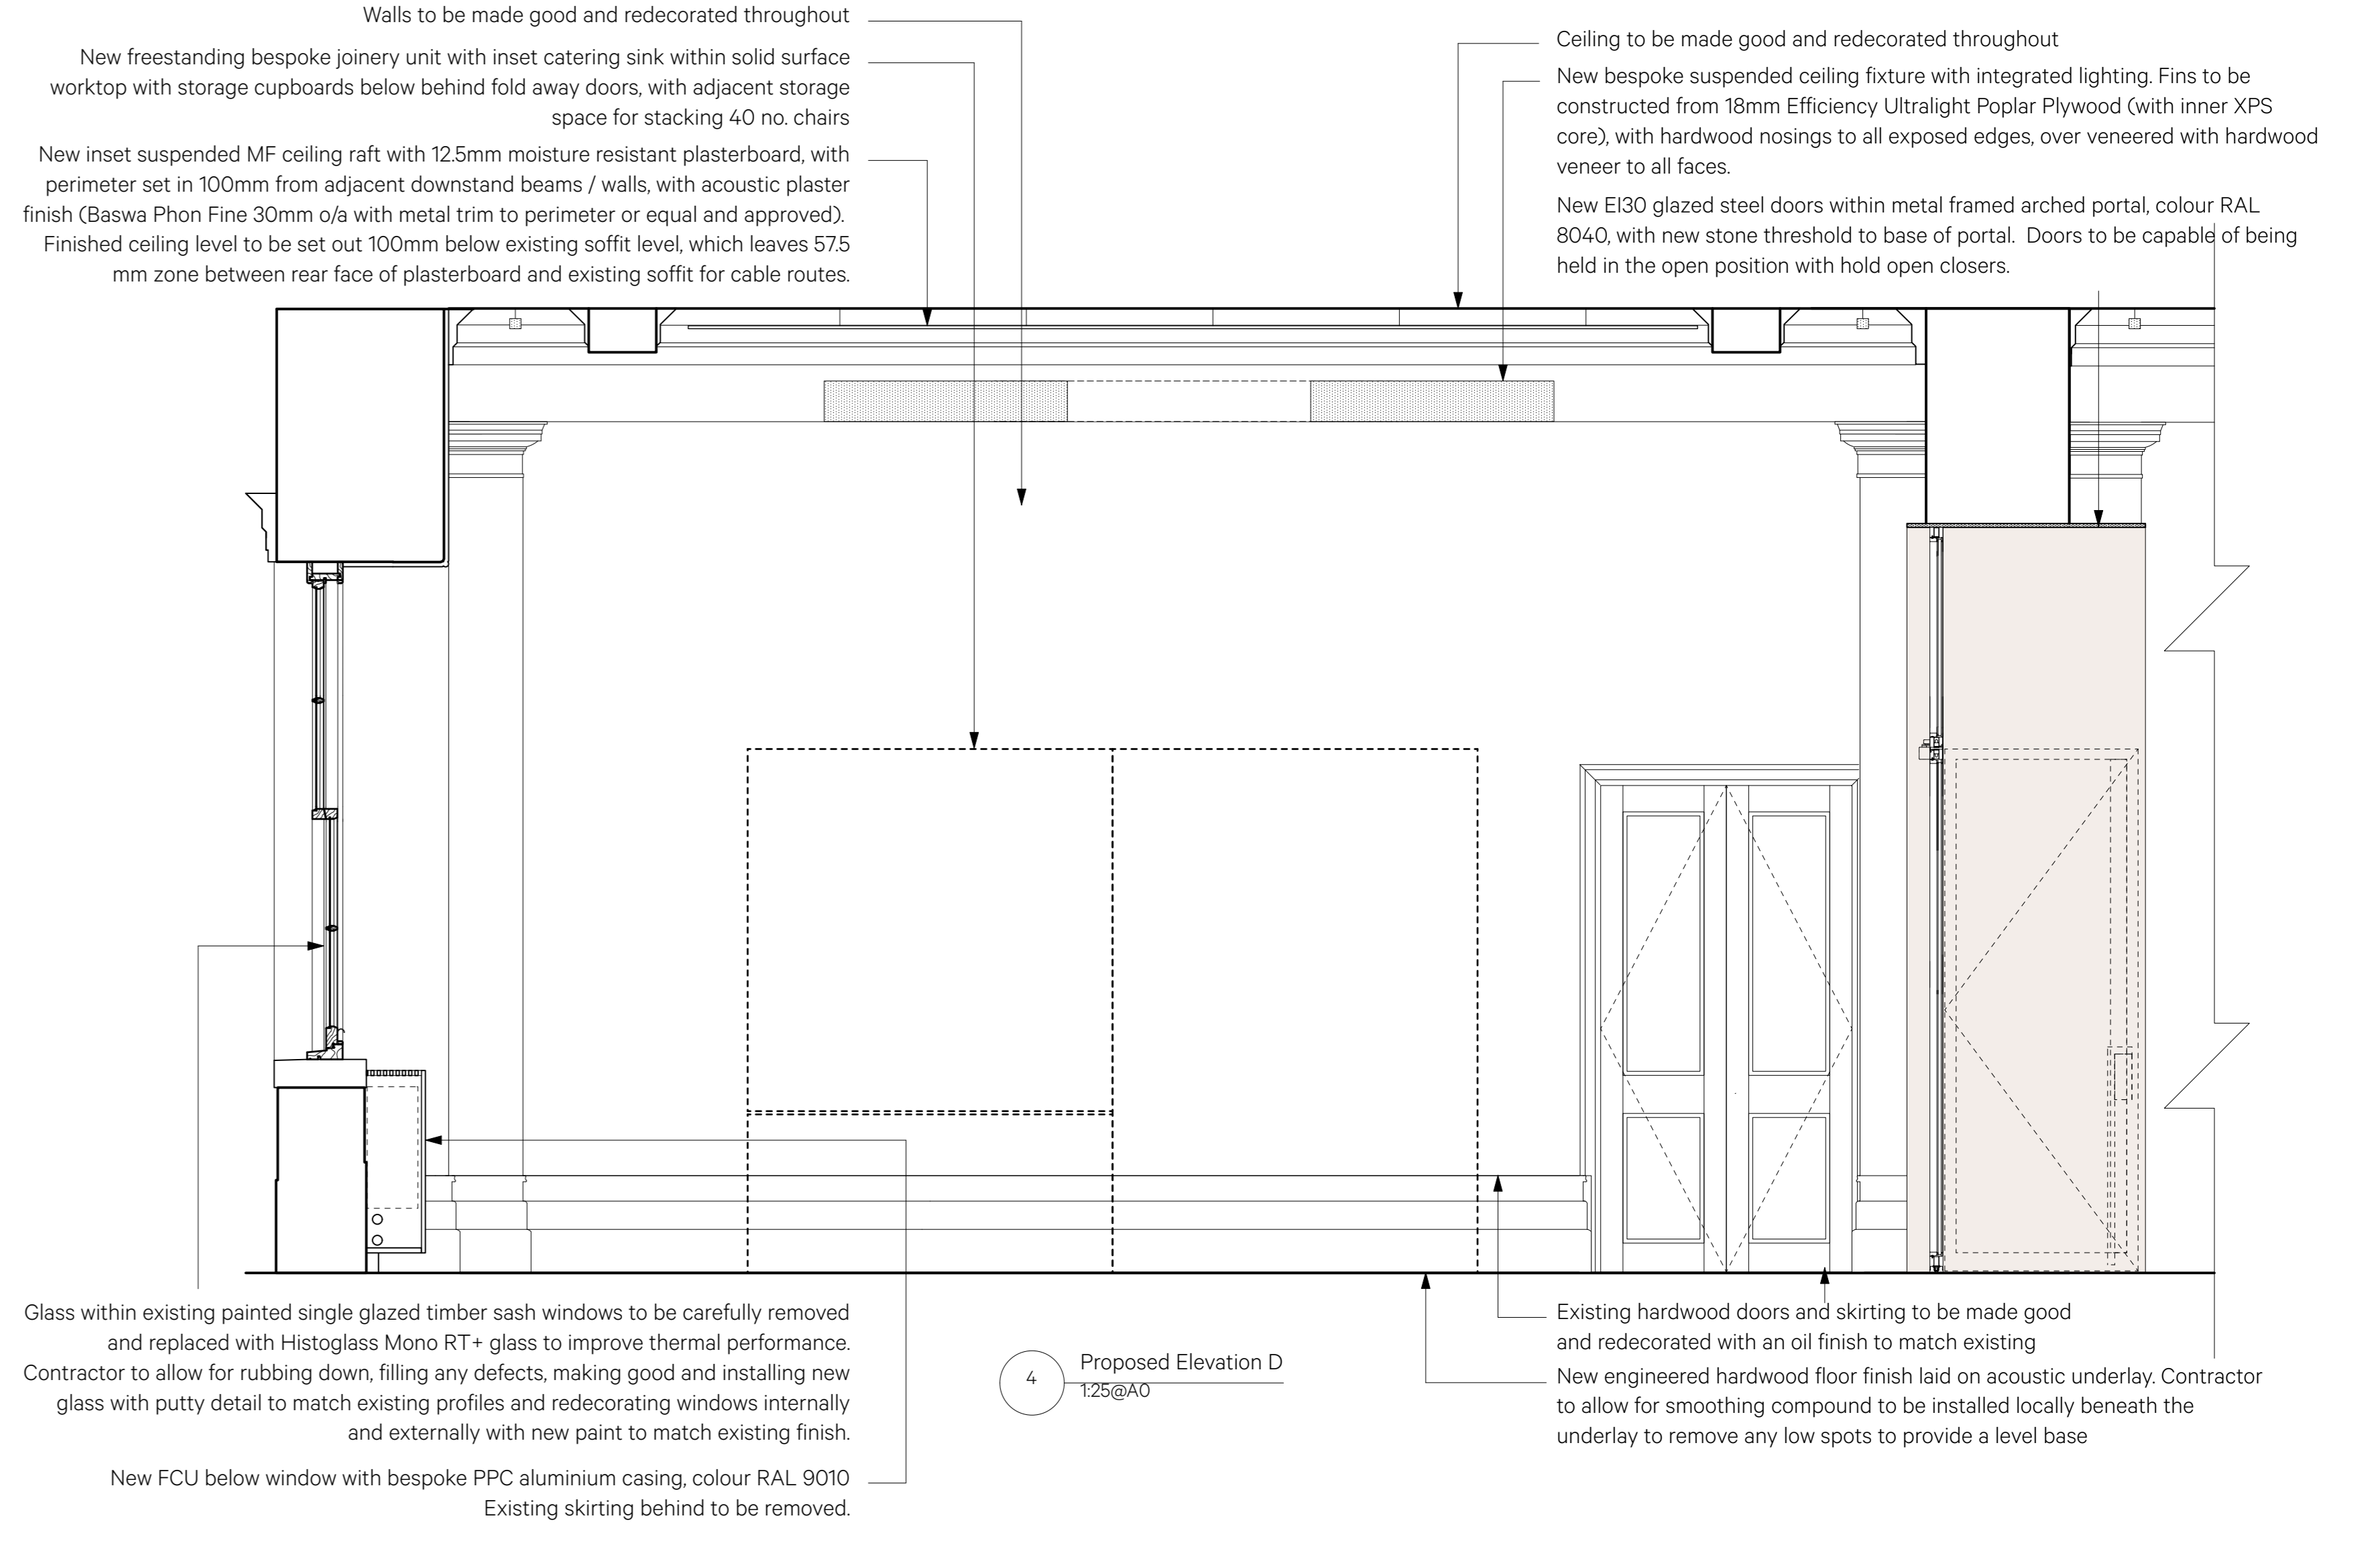 Walls to be made good and redecorated throughout
New freestanding bespoke joinery unit with inset catering sink within solid surface
worktop with storage cupboards below behind fold away doors, with adjacent storage
space for stacking 40 no. chairs
New inset suspended MF ceiling raft with 12.5mm moisture resistant plasterboard, with
perimeter set in 100mm from adjacent downstand beams / walls, with acoustic plaster
finish (Baswa Phon Fine 30mm o/a with metal trim to perimeter or equal and approved).
Finished ceiling level to be set out 100mm below existing soffit level, which leaves 57.5
mm zone between rear face of plasterboard and existing soffit for cable routes.
Ceiling to be made good and redecorated throughout
New bespoke suspended ceiling fixture with integrated lighting. Fins to be
constructed from 18mm Efficiency Ultralight Poplar Plywood (with inner XPS
core), with hardwood nosings to all exposed edges, over veneered with hardwood
veneer to all faces.
New EI30 glazed steel doors within metal framed arched portal, colour RAL
8040, with new stone threshold to base of portal.  Doors to be capable of being
held in the open position with hold open closers.
Glass within existing painted single glazed timber sash windows to be carefully removed
and replaced with Histoglass Mono RT+ glass to improve thermal performance.
Contractor to allow for rubbing down, filling any defects, making good and installing new
glass with putty detail to match existing profiles and redecorating windows internally
and externally with new paint to match existing finish.
New FCU below window with bespoke PPC aluminium casing, colour RAL 9010
Existing skirting behind to be removed.
4
Proposed Elevation D
1:25@A0
Existing hardwood doors and skirting to be made good
and redecorated with an oil finish to match existing
New engineered hardwood floor finish laid on acoustic underlay. Contractor
to allow for smoothing compound to be installed locally beneath the
underlay to remove any low spots to provide a level base